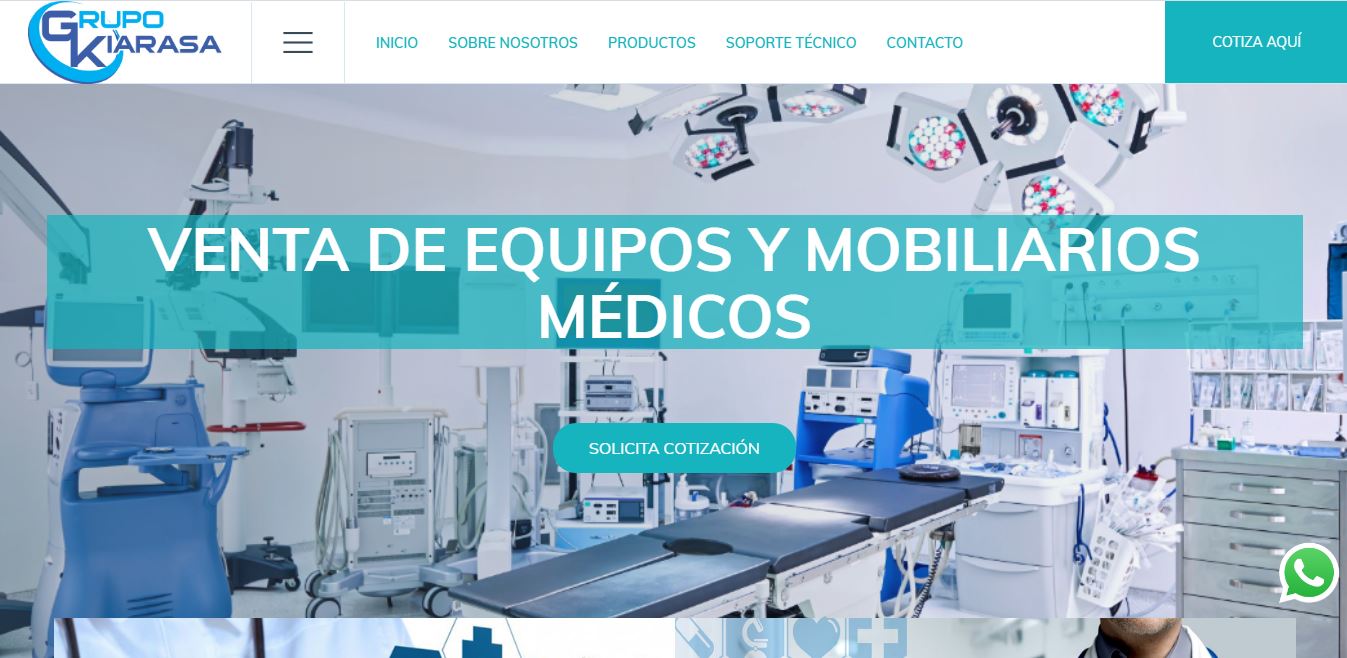 GRUPO
KIARASA
INICIO
SOBRE NOSOTROS
PRODUCTOS
SOPORTE TÉCNICO
CONTACTO
COTIZA AQUÍ
VENTA DE EQUIPOS Y MOBILIARIOS
MÉDICOS
SOLICITA COTIZACIÓN